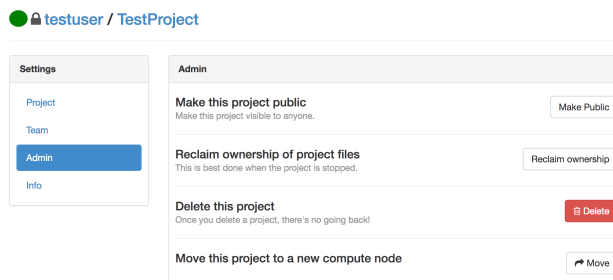 testuser / TestProject
Settings
Project
Team
Admin
Info
Admin
Make this project public
Make this project visible to anyone.
Make Public
Reclaim ownership of project files
This is best done when the project is stopped.
Reclaim ownership
Delete this project
Once you delete a project, there's no going back!
Delete
Move this project to a new compute node
Move